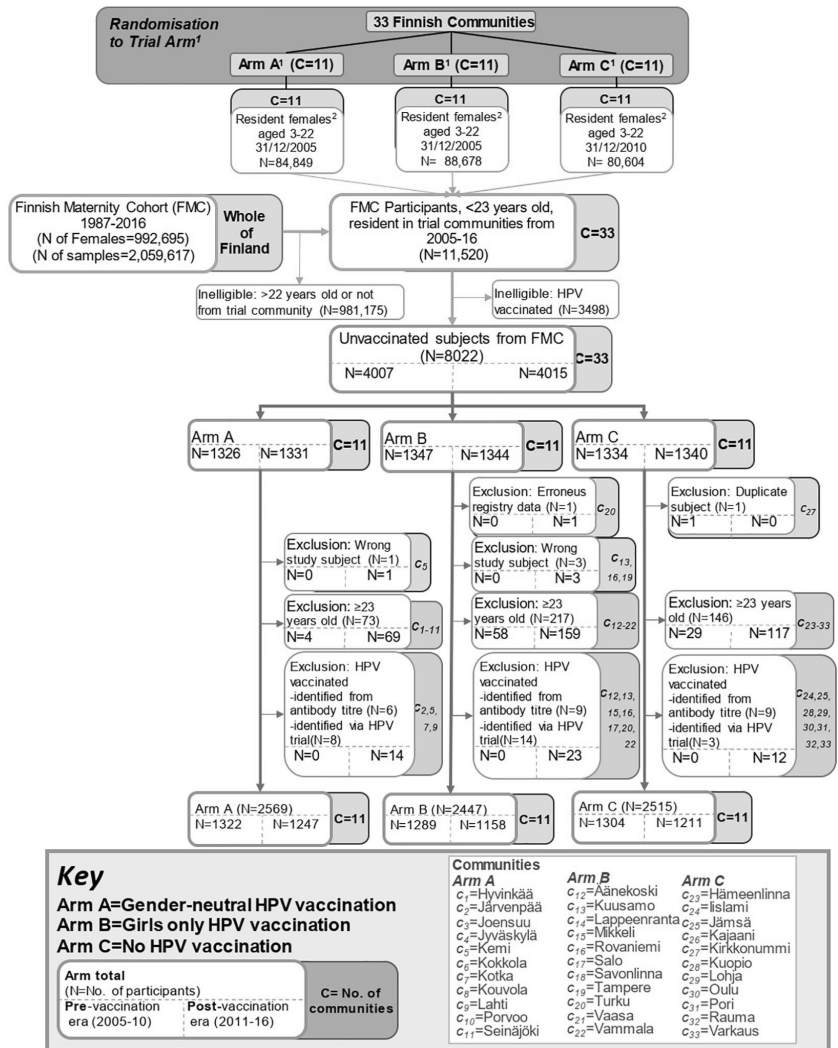 Randomisation
to Trial Arm¹
33 Finnish Communities
Arm A¹ (C=11)
Arm B¹ (C=11)
Arm C¹ (C=11)
C=11
Resident females²
aged 3-22
31/12/2005
N=84,849
C=11
Resident females²
aged 3-22
31/12/2005
N= 88,678
C=11
Resident females²
aged 3-22
31/12/2010
N= 80,604
Finnish Maternity Cohort (FMC)
1987-2016
(N of Females=992,695)
(N of samples=2,059,617)
Whole
of
Finland
FMC Participants, <23 years old,
resident in trial communities from
2005-16
(N=11,520)
C=33
Ineligible: >22 years old or not
from trial community (N=981,175)
Ineligible: HPV
vaccinated (N=3498)
Unvaccinated subjects from FMC
(N=8022)
N=4007 N=4015
C=33
Arm A
N=1326 N=1331
C=11
Arm B
N=1347 N=1344
C=11
Arm C
N=1334 N=1340
C=11
Exclusion: Erroneus
registry data (N=1)
N=0 N=1
c20
Exclusion: Duplicate
subject (N=1)
N=1 N=0
c27
Exclusion: Wrong
study subject (N=1)
N=0 N=1
c5
Exclusion: Wrong
study subject (N=3)
N=0 N=3
c13,
16,19
Exclusion: ≥23
years old (N=73)
N=4 N=69
c1-11
Exclusion: ≥23
years old (N=217)
N=58 N=159
c12-22
Exclusion: ≥23 years
old (N=146)
N=29 N=117
c23-33
Exclusion: HPV
vaccinated
-identified from
antibody titre (N=6)
-identified via HPV
trial(N=8)
N=0 N=14
c2,5,
7,9
Exclusion: HPV
vaccinated
-identified from
antibody titre (N=9)
-identified via HPV
trial(N=14)
N=0 N=23
c12,13,
15,16,
17,20,
22
Exclusion: HPV
vaccinated
-identified from
antibody titre (N=9)
-identified via HPV
trial(N=3)
N=0 N=12
c24,25,
28,29,
30,31,
32,33
Arm A (N=2569)
N=1322 N=1247
C=11
Arm B (N=2447)
N=1289 N=1158
C=11
Arm C (N=2515)
N=1304 N=1211
C=11
Key
Arm A=Gender-neutral HPV vaccination
Arm B=Girls only HPV vaccination
Arm C=No HPV vaccination
Arm total
(N=No. of participants)
Pre-vaccination
era (2005-10)
Post-vaccination
era (2011-16)
C= No. of
communities
Communities
Arm A
c1=Hyvinkää
c2=Järvenpää
c3=Joensuu
c4=Jyväskylä
c5=Kemi
c6=Kokkola
c7=Kotka
c8=Kouvola
c9=Lahti
c10=Porvoo
c11=Seinäjöki
Arm B
c12=Äänekoski
c13=Kuusamo
c14=Lappeenranta
c15=Mikkeli
c16=Rovaniemi
c17=Salo
c18=Savonlinna
c19=Tampere
c20=Turku
c21=Vaasa
c22=Vammala
Arm C
c23=Hämeenlinna
c24=Iislami
c25=Jämsä
c26=Kajaani
c27=Kirkkonummi
c28=Kuopio
c29=Lohja
c30=Oulu
c31=Pori
c32=Rauma
c33=Varkaus